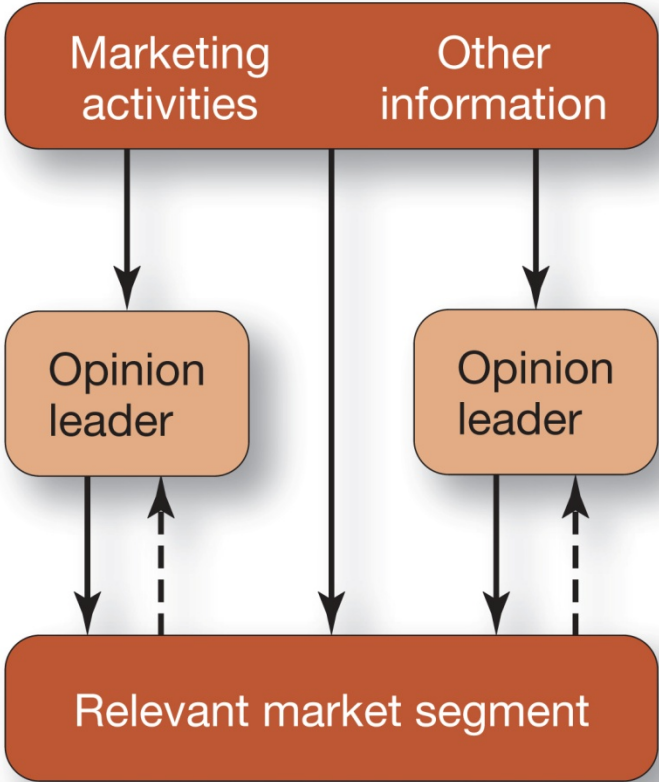 Marketing
activities
Other
information
Opinion
leader
Opinion
leader
Relevant market segment